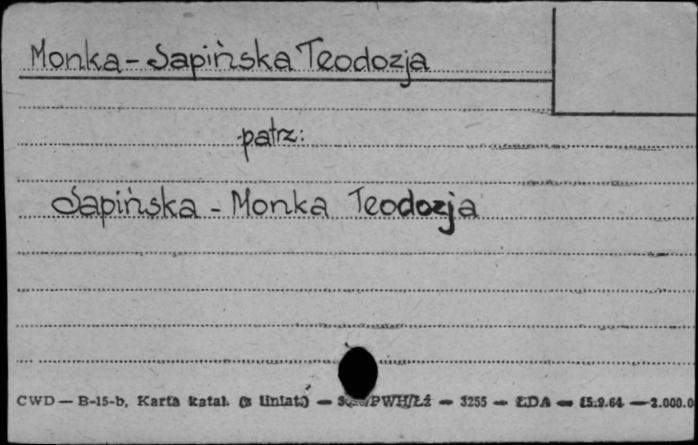 Monka-Sapińska Teodozja
patrz:
Sapińska - Monka Teodozja
CWD — B-15-b. Karta katal. (z liniat.) — /PWH/Łż — 3255 — ŁDA — 15.9.64 — 2.000.0